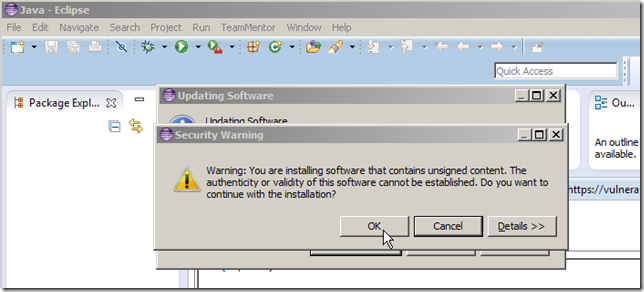 Java - Eclipse
File Edit Navigate Search Project Run TeamMentor Window Help
Quick Access
Package Expl...
Updating Software
Ou...
Updating Software
Security Warning
An outline
available.
Warning: You are installing software that contains unsigned content. The
authenticity or validity of this software cannot be established. Do you want to
continue with the installation?
https://vulnera
OK Cancel Details >>